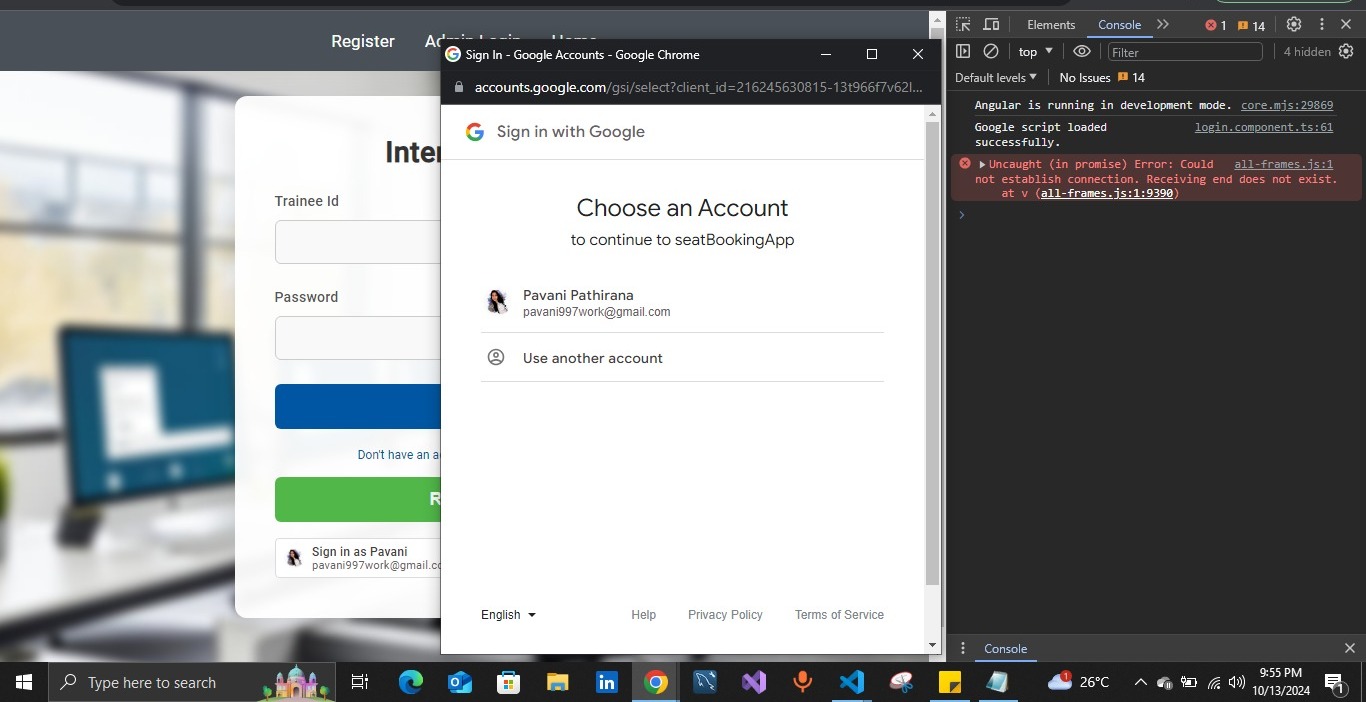 Register
Home
Inter
Trainee Id
Password
Don't have an a
R
Sign in as Pavani
pavani997work@gmail.co
Sign In - Google Accounts - Google Chrome
accounts.google.com/gsi/select?client_id=216245630815-13t966f7v62l...
Sign in with Google
Choose an Account
to continue to seatBookingApp
Pavani Pathirana
pavani997work@gmail.com
Use another account
English
Help
Privacy Policy
Terms of Service
Elements
Console
1
14
top
Filter
4 hidden
Default levels
No Issues
14
Angular is running in development mode. core.mjs:29869
Google script loaded login.component.ts:61
successfully.
Uncaught (in promise) Error: Could all-frames.js:1
not establish connection. Receiving end does not exist.
at v (all-frames.js:1:9390)
Console
Type here to search
1
26°C
9:55 PM
10/13/2024
1